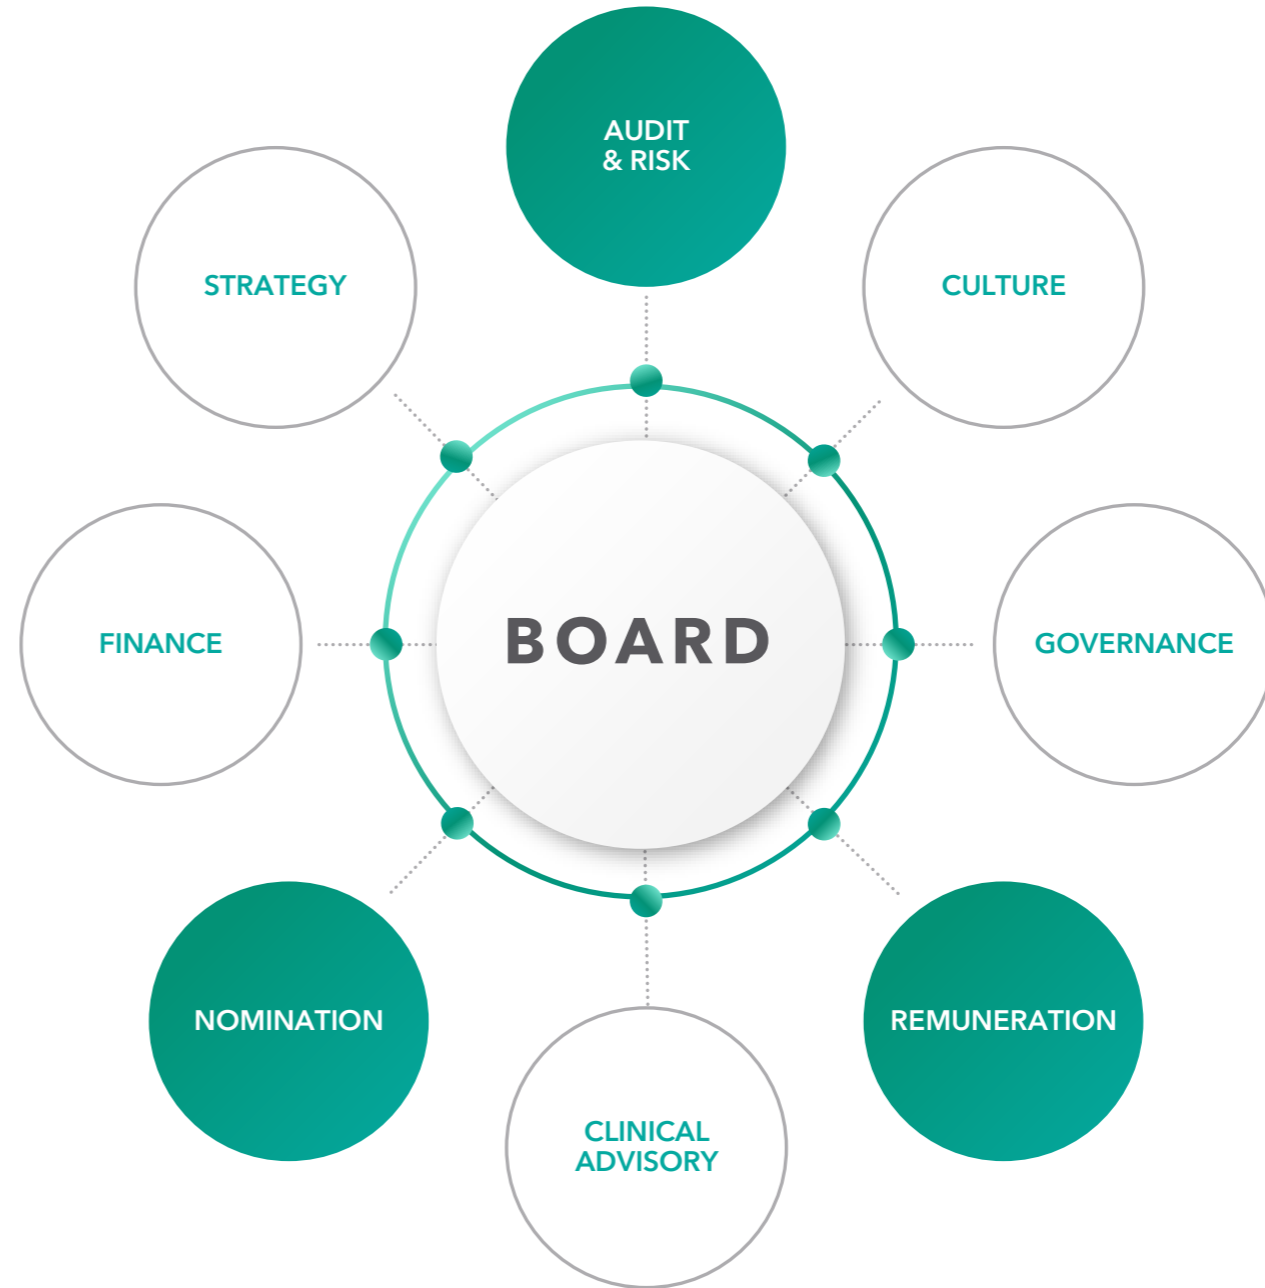 AUDIT
& RISK
STRATEGY
CULTURE
FINANCE
BOARD
GOVERNANCE
NOMINATION
REMUNERATION
CLINICAL
ADVISORY